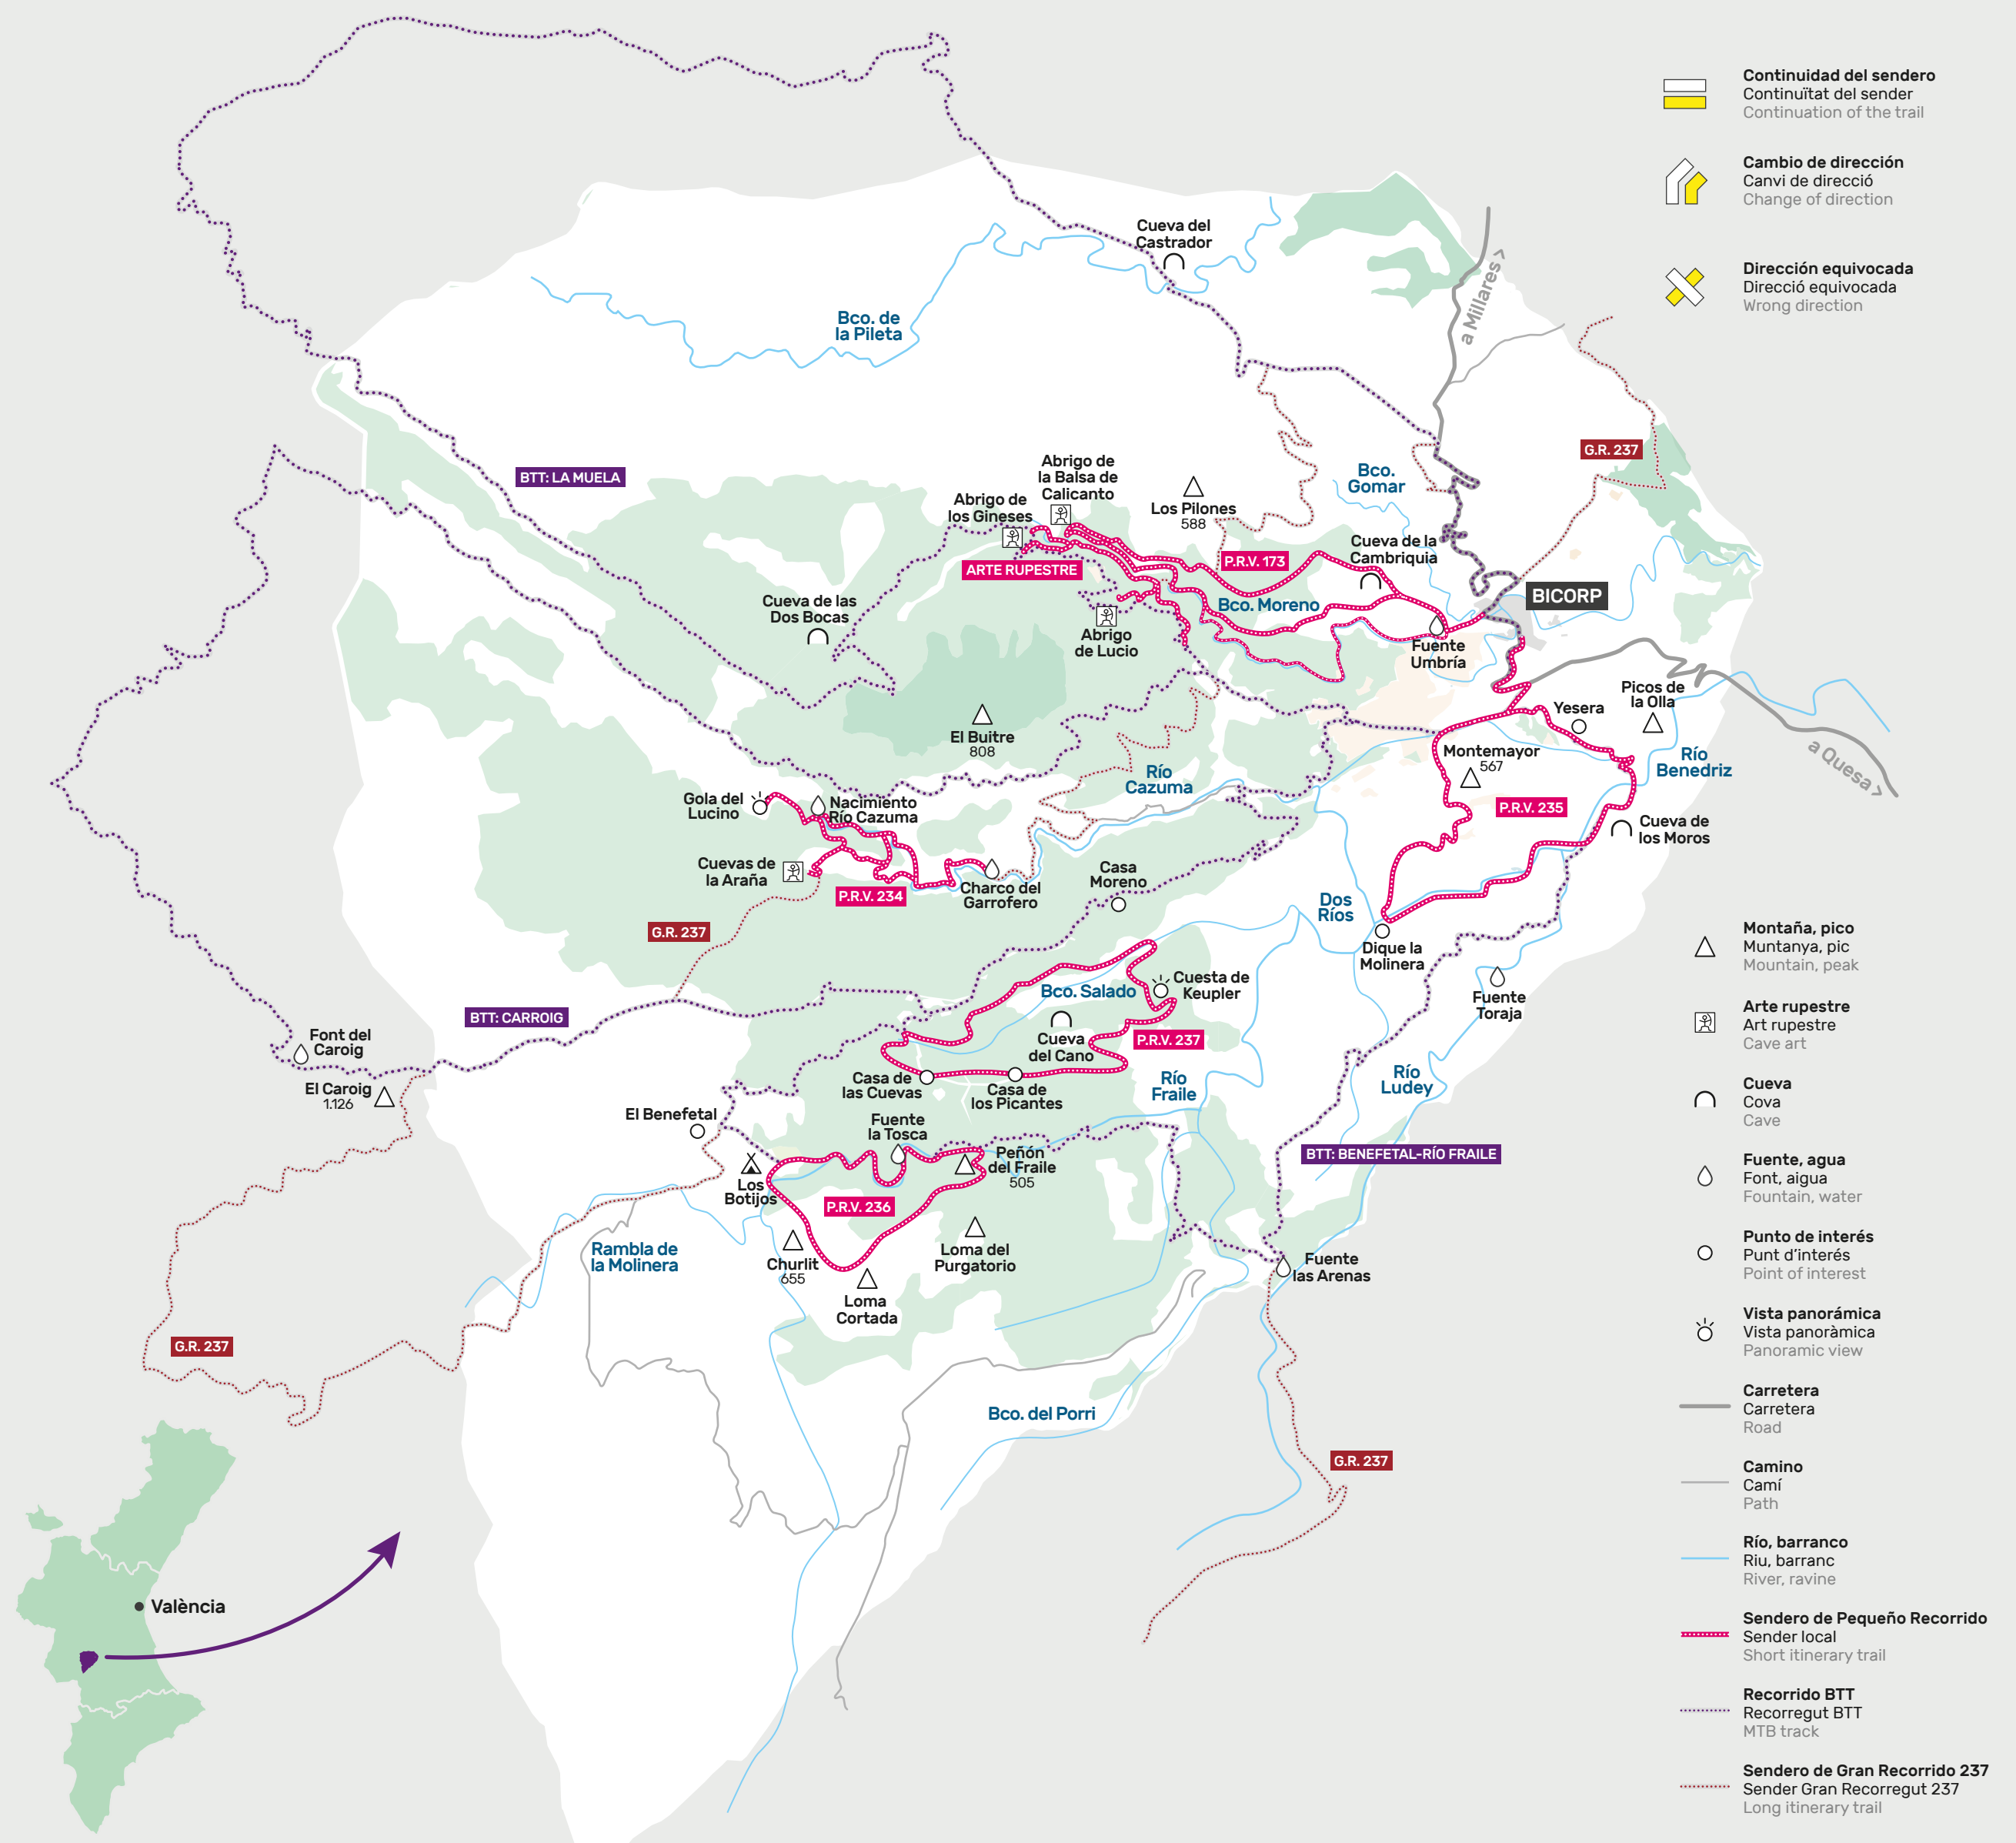 Continuidad del sendero
Continuïtat del sender
Continuation of the trail
Cambio de dirección
Canvi de direcció
Change of direction
Dirección equivocada
Direcció equivocada
Wrong direction
Cueva del
Castrador
a Millares >
Bco. de
la Pileta
BTT: LA MUELA
G.R. 237
Abrigo de
la Balsa de
Calicanto
Abrigo de
los Gineses
Los Pilones
588
Bco.
Gomar
Cueva de la
Cambriquia
P.R.V. 173
ARTE RUPESTRE
BICORP
Bco. Moreno
Cueva de las
Dos Bocas
Abrigo
de Lucio
Fuente
Umbría
Picos de
la Olla
Yesera
El Buitre
808
Montemayor
567
Río
Benedriz
a Quesa >
Río
Cazuma
Gola del
Lucino
Nacimiento
Río Cazuma
P.R.V. 235
Cueva de
los Moros
Cuevas de
la Araña
P.R.V. 234
Charco del
Garrofero
Casa
Moreno
G.R. 237
Dos
Ríos
Dique la
Molinera
Cuesta de
Keupler
Bco. Salado
Fuente
Toraja
BTT: CARROIG
Font del
Caroig
El Caroig
1.126
Cueva
del Cano
P.R.V. 237
Casa de
las Cuevas
Casa de
los Picantes
Río
Fraile
Río
Ludey
El Benefetal
Fuente
la Tosca
Peñón
del Fraile
505
BTT: BENEFETAL-RÍO FRAILE
Los
Botijos
P.R.V. 236
Rambla de
la Molinera
Churlit
655
Loma del
Purgatorio
Loma
Cortada
Fuente
las Arenas
G.R. 237
Bco. del Porri
G.R. 237
València
Montaña, pico
Muntanya, pic
Mountain, peak
Arte rupestre
Art rupestre
Cave art
Cueva
Cova
Cave
Fuente, agua
Font, aigua
Fountain, water
Punto de interés
Punt d'interés
Point of interest
Vista panorámica
Vista panoràmica
Panoramic view
Carretera
Carretera
Road
Camino
Camí
Path
Río, barranco
Riu, barranc
River, ravine
Sendero de Pequeño Recorrido
Sender local
Short itinerary trail
Recorrido BTT
Recorregut BTT
MTB track
Sendero de Gran Recorrido 237
Sender Gran Recorregut 237
Long itinerary trail